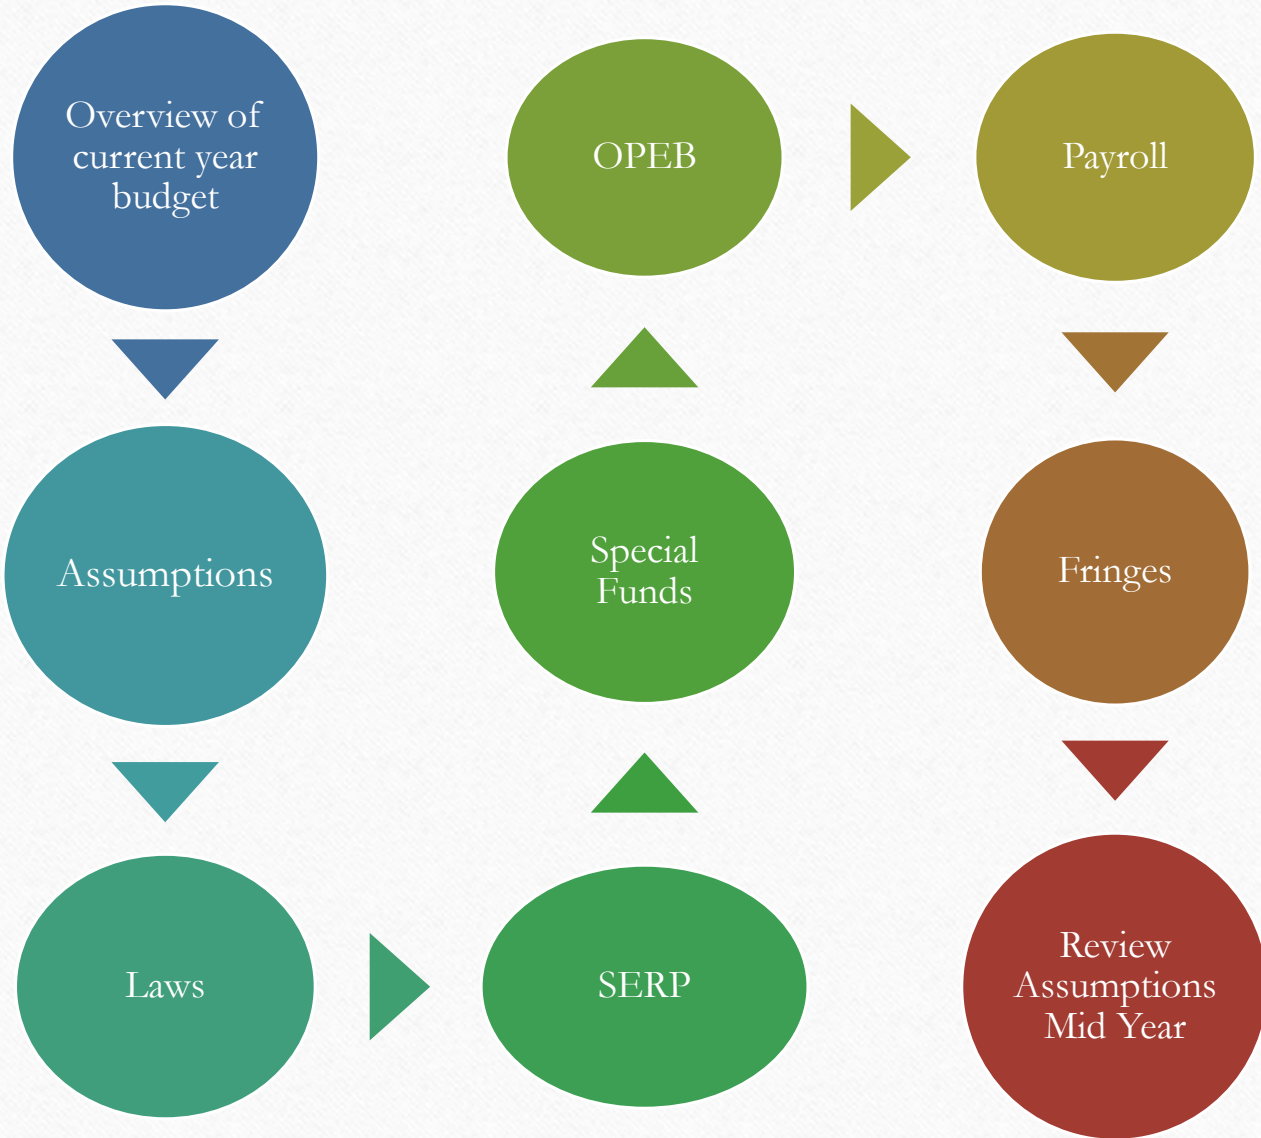 Overview of
current year
budget
Assumptions
Laws
SERP
Special
Funds
OPEB
Payroll
Fringes
Review
Assumptions
Mid Year